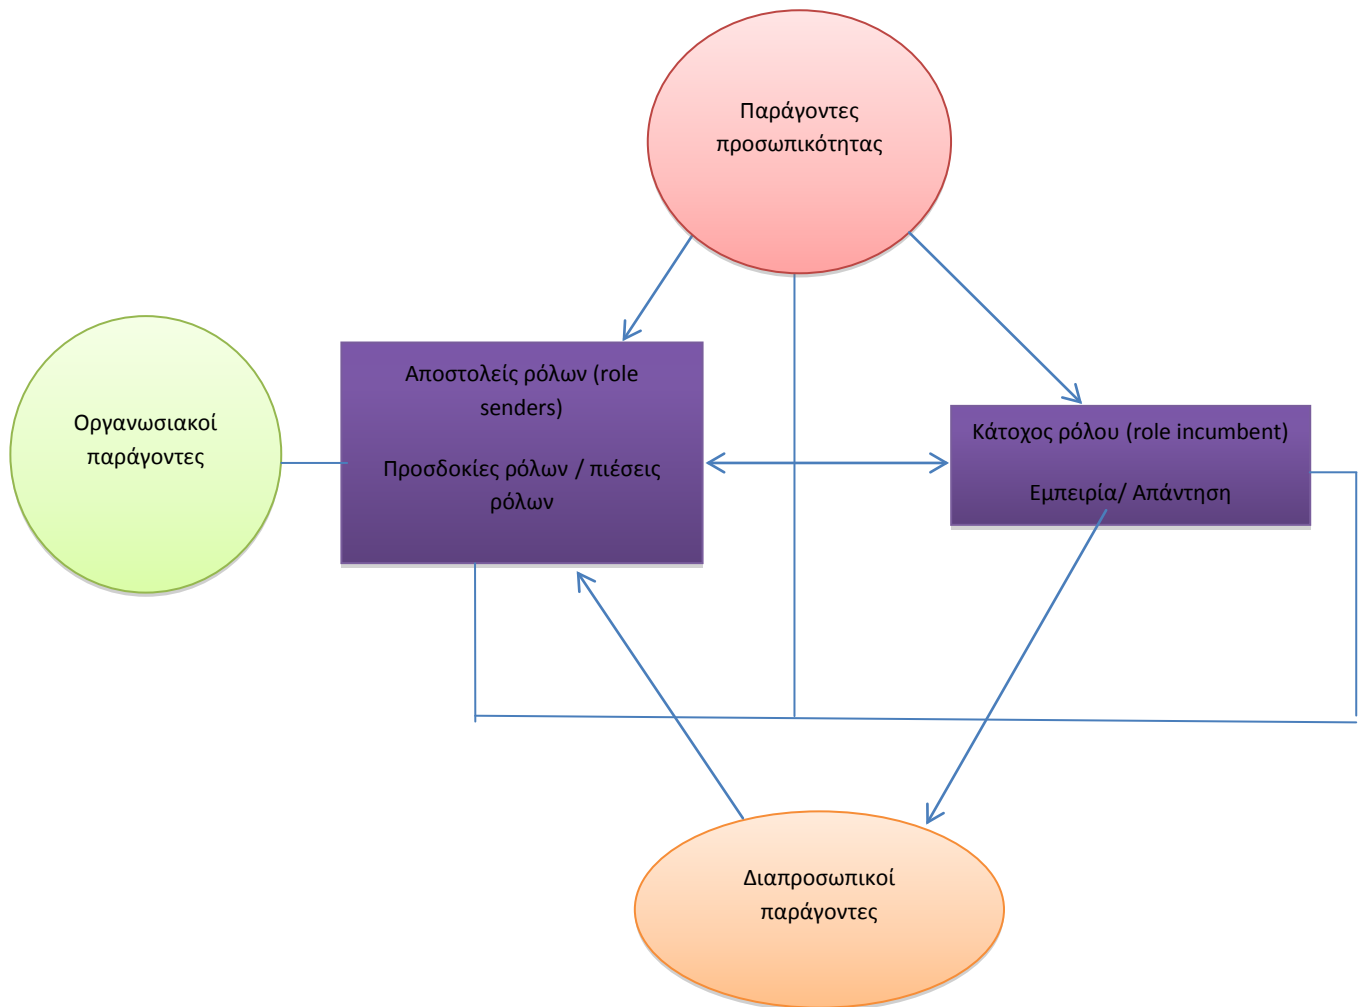 Παράγοντες
προσωπικότητας
Οργανωσιακοί
παράγοντες
Αποστολείς ρόλων (role
senders)
Προσδοκίες ρόλων / πιέσεις
ρόλων
Κάτοχος ρόλου (role incumbent)
Εμπειρία/ Απάντηση
Διαπροσωπικοί
παράγοντες